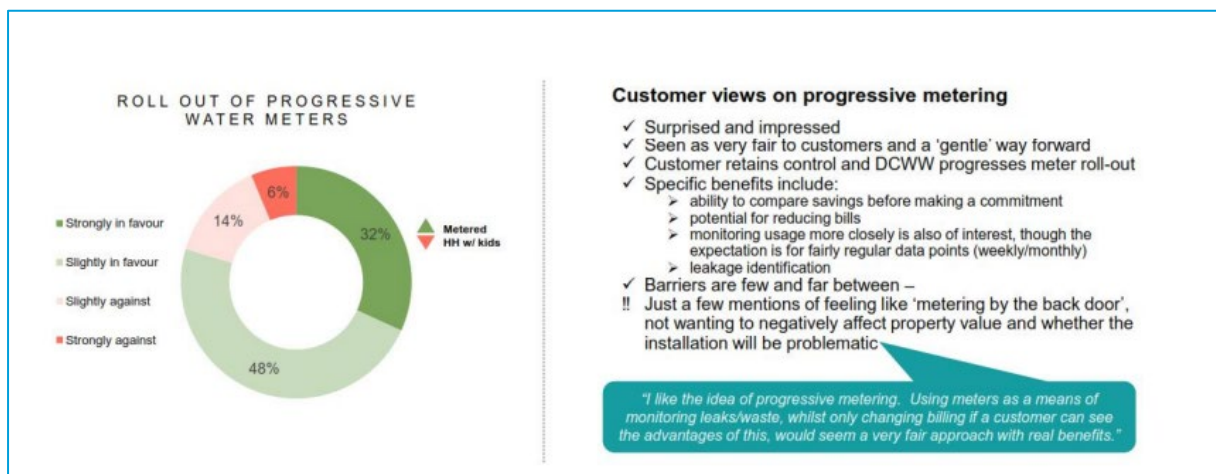 ROLL OUT OF PROGRESSIVE
WATER METERS
6%
14%
32%
48%
Strongly in favour
Slightly in favour
Slightly against
Strongly against
Metered
HH w/ kids
Customer views on progressive metering
✓ Surprised and impressed
✓ Seen as very fair to customers and a ‘gentle’ way forward
✓ Customer retains control and DCWW progresses meter roll-out
✓ Specific benefits include:
➢ ability to compare savings before making a commitment
➢ potential for reducing bills
➢ monitoring usage more closely is also of interest, though the
expectation is for fairly regular data points (weekly/monthly)
➢ leakage identification
✓ Barriers are few and far between –
!! Just a few mentions of feeling like ‘metering by the back door’,
not wanting to negatively affect property value and whether the
installation will be problematic
“I like the idea of progressive metering. Using meters as a means of
monitoring leaks/waste, whilst only changing billing if a customer can see
the advantages of this, would seem a very fair approach with real benefits.”